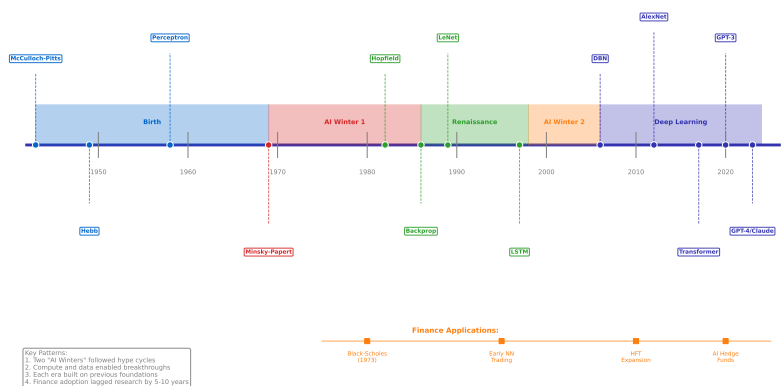 AlexNet
Perceptron
LeNet
GPT-3
McCulloch-Pitts
Hopfield
DBN
Birth
AI Winter 1
Renaissance
AI Winter 2
Deep Learning
1950
1960
1970
1980
1990
2000
2010
2020
Hebb
Backprop
GPT-4/Claude
Minsky-Papert
LSTM
Transformer
Finance Applications:
Black-Scholes
(1973)
Early NN
Trading
HFT
Expansion
AI Hedge
Funds
Key Patterns:
1. Two "AI Winters" followed hype cycles
2. Compute and data enabled breakthroughs
3. Each era built on previous foundations
4. Finance adoption lagged research by 5-10 years